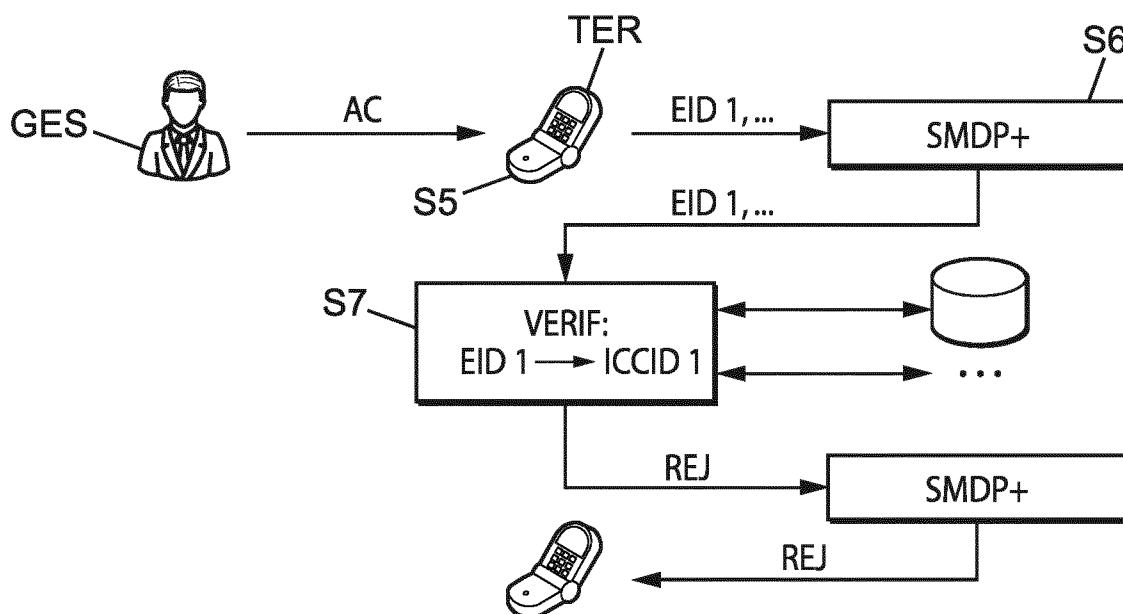 TER
S6
GES
AC
EID 1, ...
SMDP+
S5
EID 1, ...
S7
VERIF:
EID 1 → ICCID 1
...
REJ
SMDP+
REJ